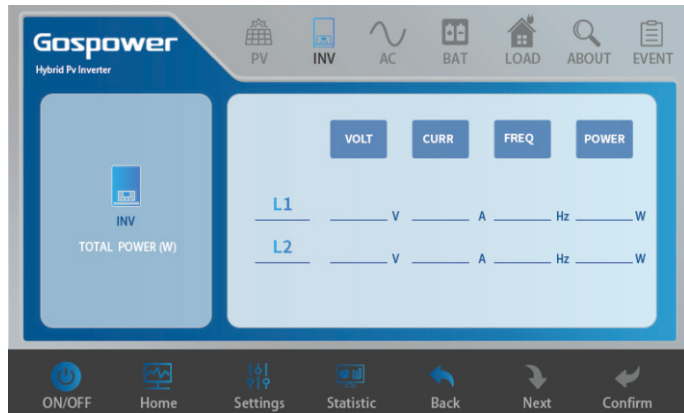 Gospower
Hybrid Pv Inverter
PV INV AC BAT LOAD ABOUT EVENT
VOLT CURR FREQ POWER
INV
TOTAL POWER (W)
L1 V A Hz W
L2 V A Hz W
ON/OFF Home Settings Statistic Back Next Confirm